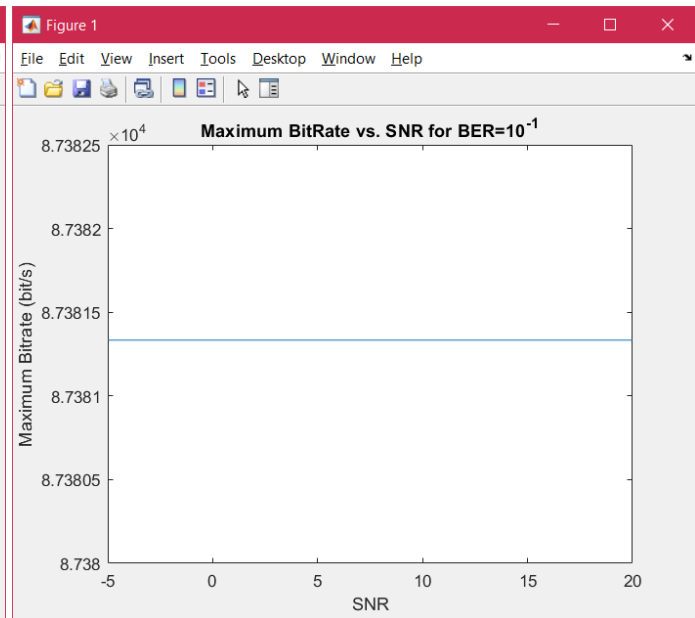 Figure 1
File Edit View Insert Tools Desktop Window Help
Maximum BitRate vs. SNR for BER=10⁻¹
×10⁴
8.73825
8.7382
8.73815
8.7381
8.73805
8.738
Maximum Bitrate (bit/s)
-5 0 5 10 15 20
SNR